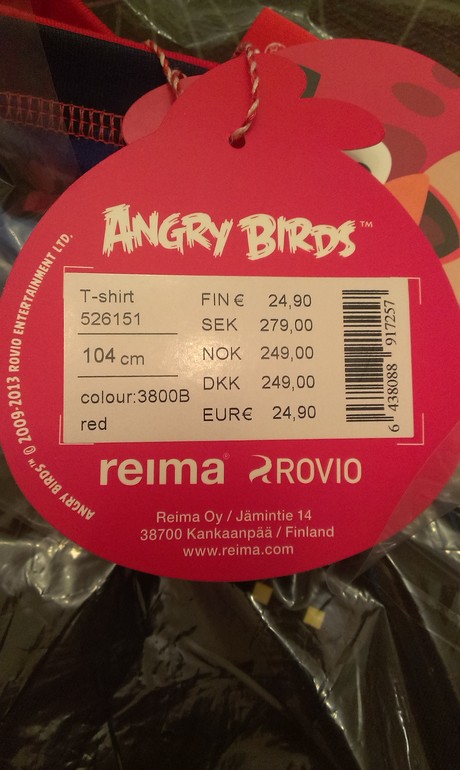 ANGRY BIRDS™
T-shirt
526151
104 cm
colour:3800B
red
FIN € 24,90
SEK 279,00
NOK 249,00
DKK 249,00
EUR€ 24,90
6 438088 917257
ANGRY BIRDS™ © 2009-2013 ROVIO ENTERTAINMENT LTD.
reima® ROVIO
Reima Oy / Jämintie 14
38700 Kankaanpää / Finland
www.reima.com